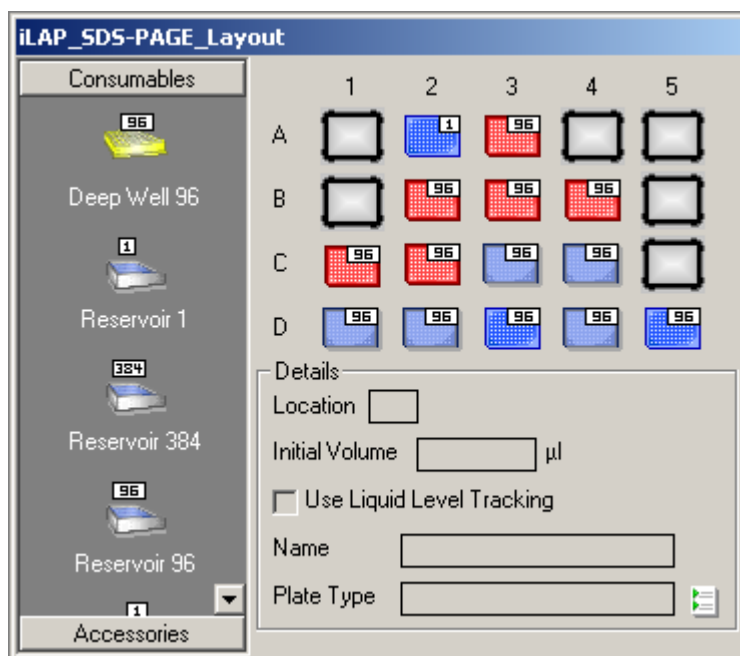 iLAP_SDS-PAGE_Layout
Consumables
96
Deep Well 96
1
Reservoir 1
384
Reservoir 384
96
Reservoir 96
1
Accessories
1 2 3 4 5
A 1 96
B 96 96 96
C 96 96 96 96
D 96 96 96 96 96
Details
Location
Initial Volume µl
Use Liquid Level Tracking
Name
Plate Type